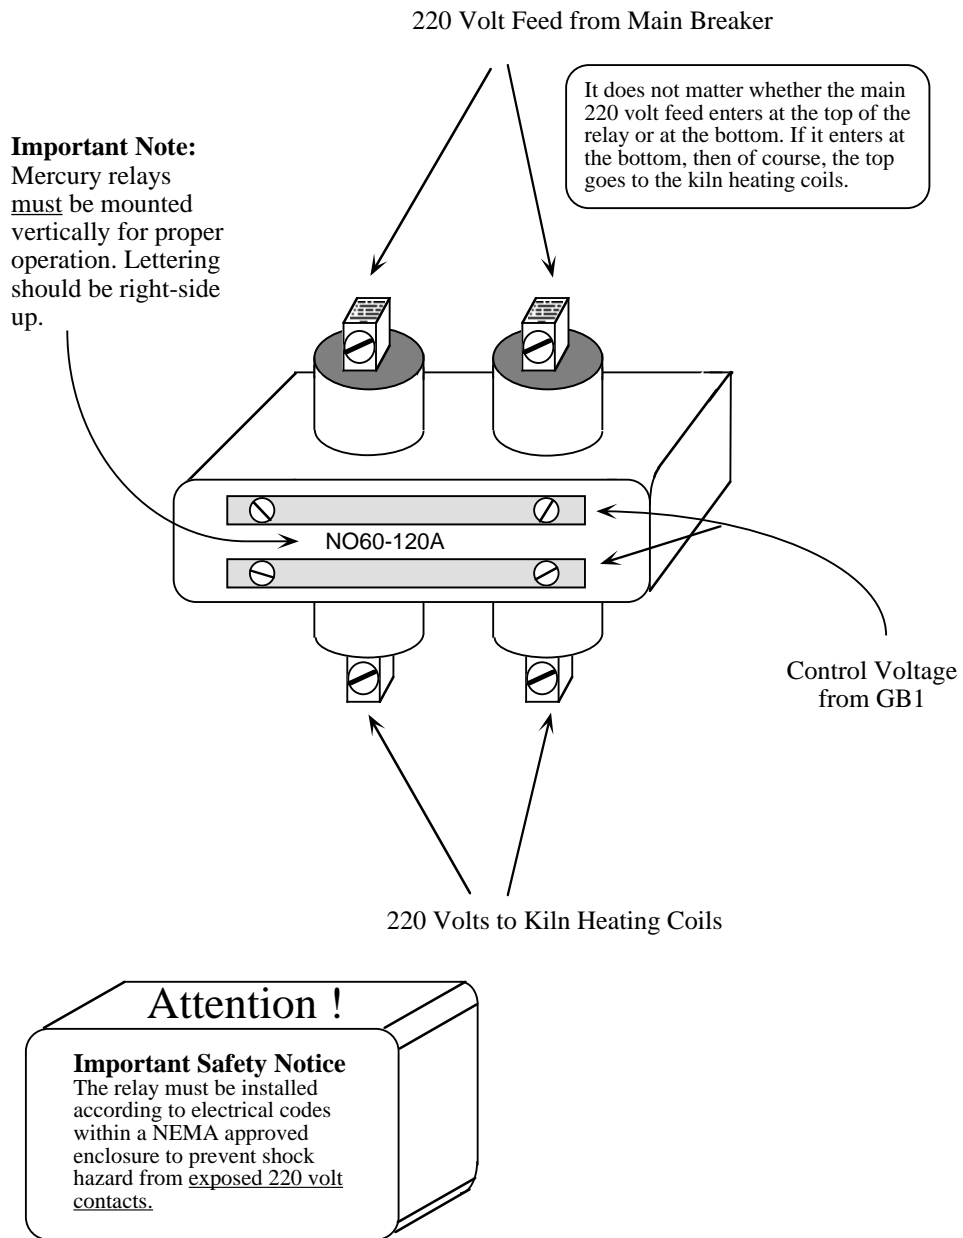 220 Volt Feed from Main Breaker
It does not matter whether the main
220 volt feed enters at the top of the
relay or at the bottom. If it enters at
the bottom, then of course, the top
goes to the kiln heating coils.
Important Note:
Mercury relays
must be mounted
vertically for proper
operation. Lettering
should be right-side
up.
NO60-120A
Control Voltage
from GB1
220 Volts to Kiln Heating Coils
Attention !
Important Safety Notice
The relay must be installed
according to electrical codes
within a NEMA approved
enclosure to prevent shock
hazard from exposed 220 volt
contacts.